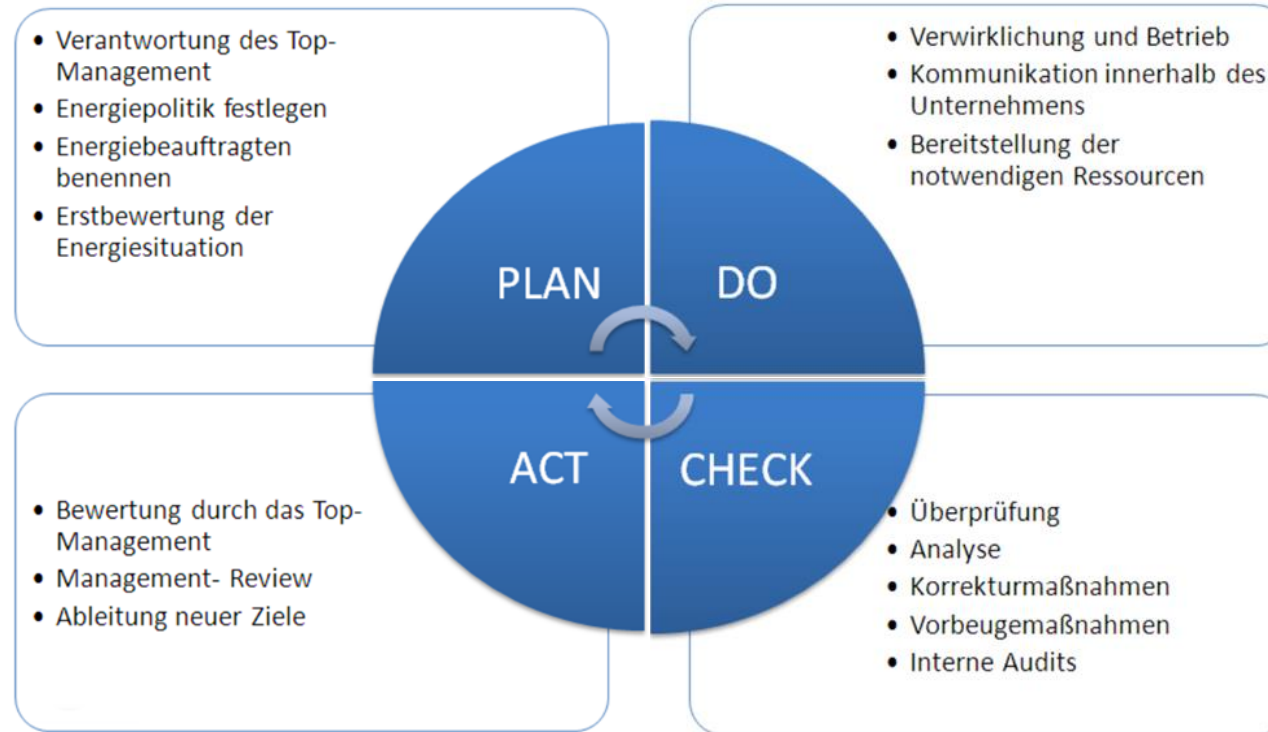 • Verantwortung des Top-
Management
• Energiepolitik festlegen
• Energiebeauftragten
benennen
• Erstbewertung der
Energiesituation
• Verwirklichung und Betrieb
• Kommunikation innerhalb des
Unternehmens
• Bereitstellung der
notwendigen Ressourcen
PLAN
DO
ACT
CHECK
• Bewertung durch das Top-
Management
• Management- Review
• Ableitung neuer Ziele
• Überprüfung
• Analyse
• Korrekturmaßnahmen
• Vorbeugemaßnahmen
• Interne Audits